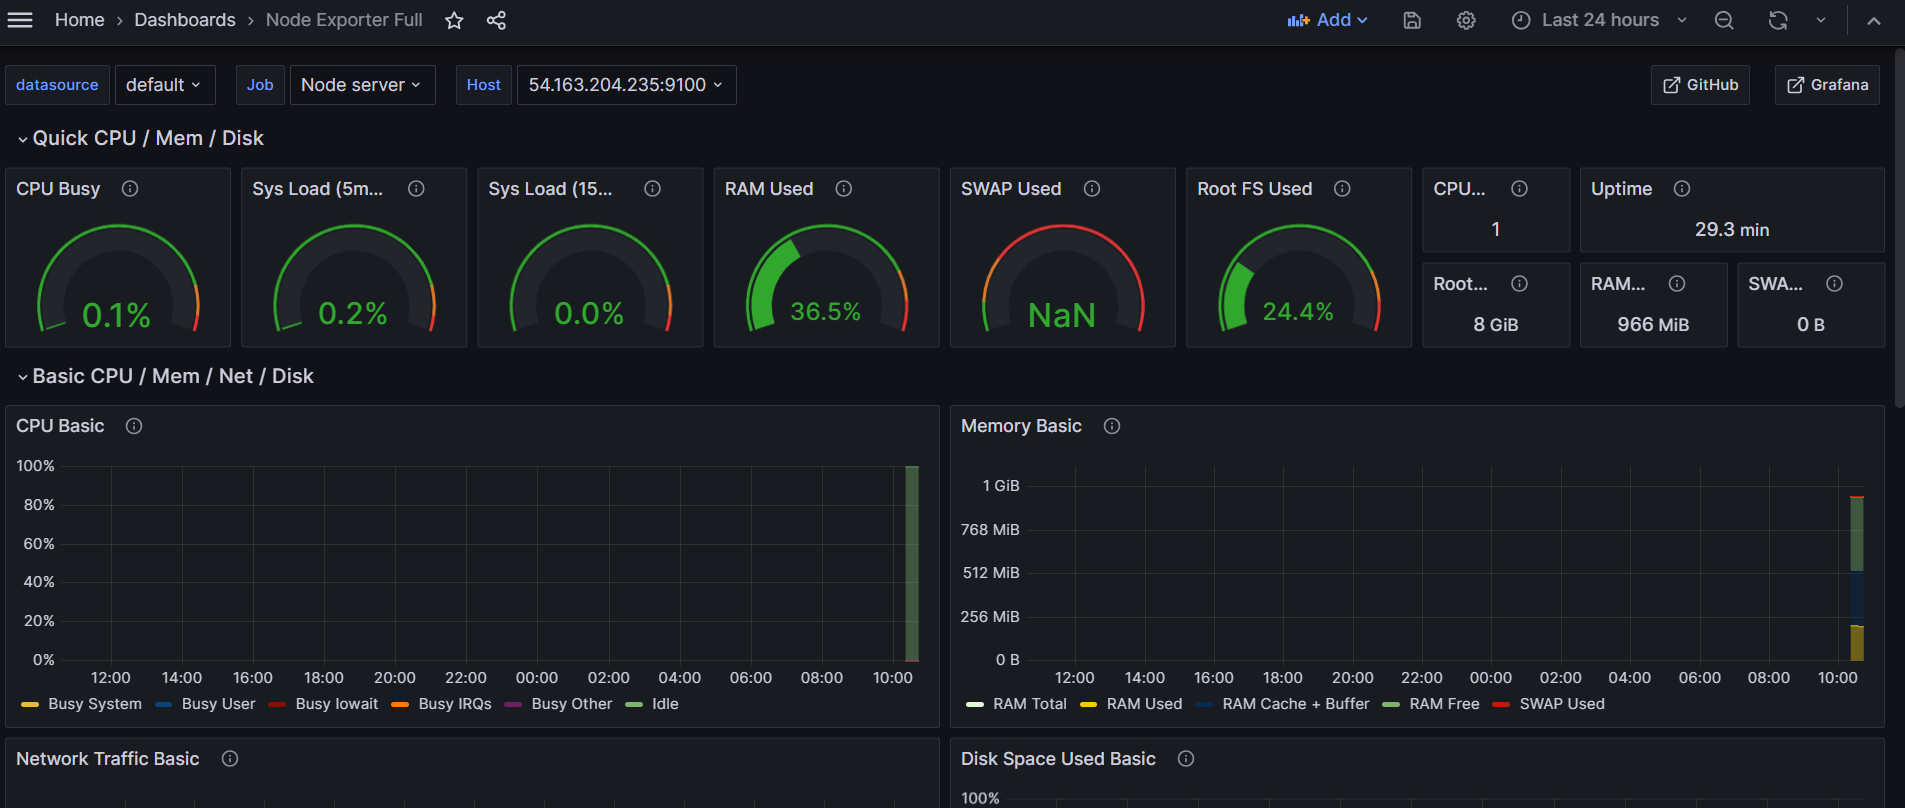 Home › Dashboards › Node Exporter Full
Add
Last 24 hours
datasource default Job Node server Host 54.163.204.235:9100
GitHub Grafana
Quick CPU / Mem / Disk
CPU Busy
0.1%
Sys Load (5m...
0.2%
Sys Load (15...
0.0%
RAM Used
36.5%
SWAP Used
NaN
Root FS Used
24.4%
CPU...
1
Uptime
29.3 min
Root...
8 GiB
RAM...
966 MiB
SWA...
0 B
Basic CPU / Mem / Net / Disk
CPU Basic
100%
80%
60%
40%
20%
0%
12:00 14:00 16:00 18:00 20:00 22:00 00:00 02:00 04:00 06:00 08:00 10:00
Busy System Busy User Busy Iowait Busy IRQs Busy Other Idle
Memory Basic
1 GiB
768 MiB
512 MiB
256 MiB
0 B
12:00 14:00 16:00 18:00 20:00 22:00 00:00 02:00 04:00 06:00 08:00 10:00
RAM Total RAM Used RAM Cache + Buffer RAM Free SWAP Used
Network Traffic Basic
Disk Space Used Basic
100%